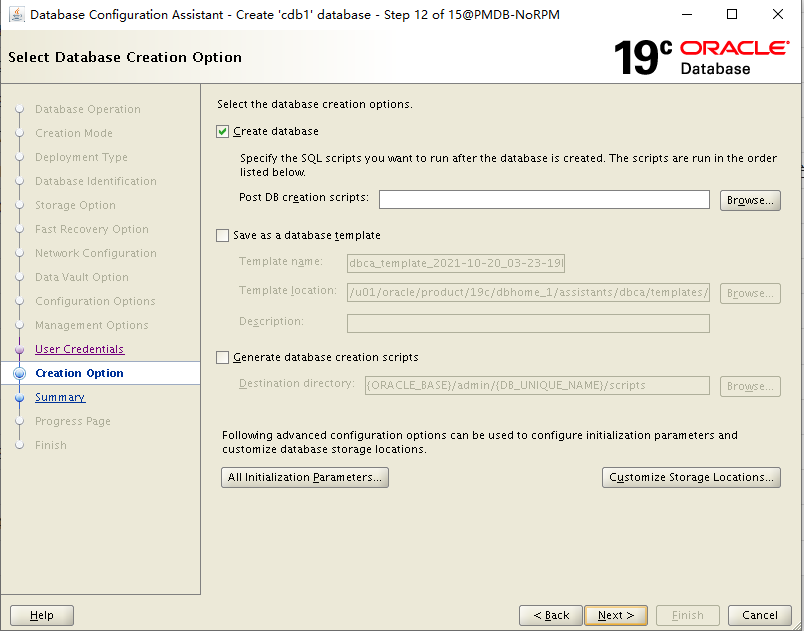 Database Configuration Assistant - Create 'cdb1' database - Step 12 of 15@PMDB-NoRPM
Select Database Creation Option
19c ORACLE
Database
Database Operation
Creation Mode
Deployment Type
Database Identification
Storage Option
Fast Recovery Option
Network Configuration
Data Vault Option
Configuration Options
Management Options
User Credentials
Creation Option
Summary
Progress Page
Finish
Select the database creation options.
Create database
Specify the SQL scripts you want to run after the database is created. The scripts are run in the order
listed below.
Post DB creation scripts: Browse...
Save as a database template
Template name: dbca_template_2021-10-20_03-23-19
Template location: /u01/oracle/product/19c/dbhome_1/assistants/dbca/templates/ Browse...
Description:
Generate database creation scripts
Destination directory: {ORACLE_BASE}/admin/{DB_UNIQUE_NAME}/scripts Browse...
Following advanced configuration options can be used to configure initialization parameters and
customize database storage locations.
All Initialization Parameters... Customize Storage Locations...
Help < Back Next > Finish Cancel